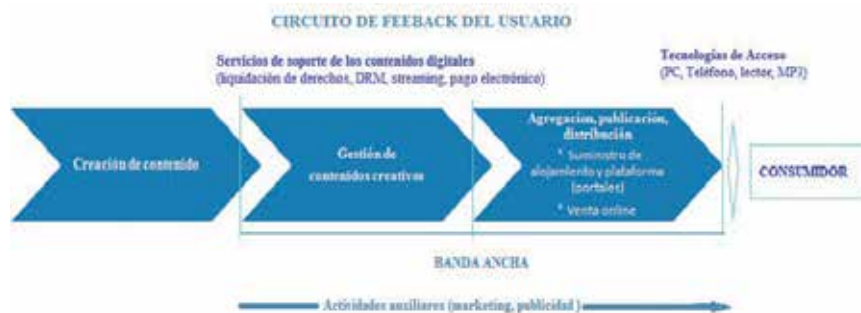 CIRCUITO DE FEEBACK DEL USUARIO
Servicios de soporte de los contenidos digitales
(liquidación de derechos, DRM, streaming, pago electrónico)
Tecnologías de Acceso
(PC, Teléfono, lector, MP3)
Creación de contenido
Gestión de
contenidos creativos
Agregacion, publicación,
distribución
* Suministro de
alojamiento y plataforma
(portales)
* Venta online
CONSUMIDOR
BANDA ANCHA
Actividades auxiliares (marketing, publicidad )